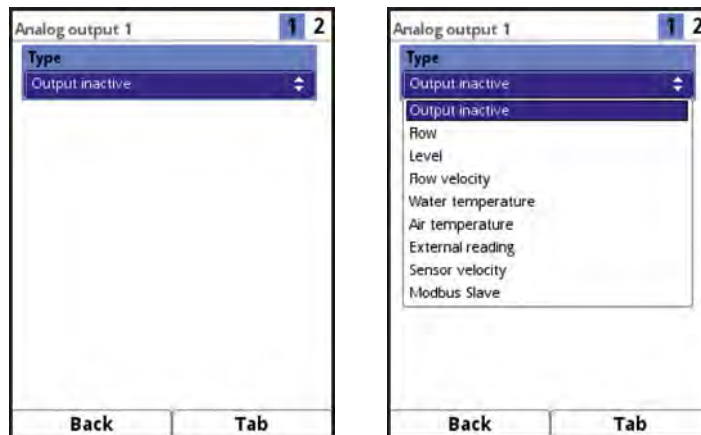 Analog output 1 1 2
Type
Output inactive
Back Tab
Analog output 1 1 2
Type
Output inactive
Output inactive
Flow
Level
Flow velocity
Water temperature
Air temperature
External reading
Sensor velocity
Modbus Slave
Back Tab